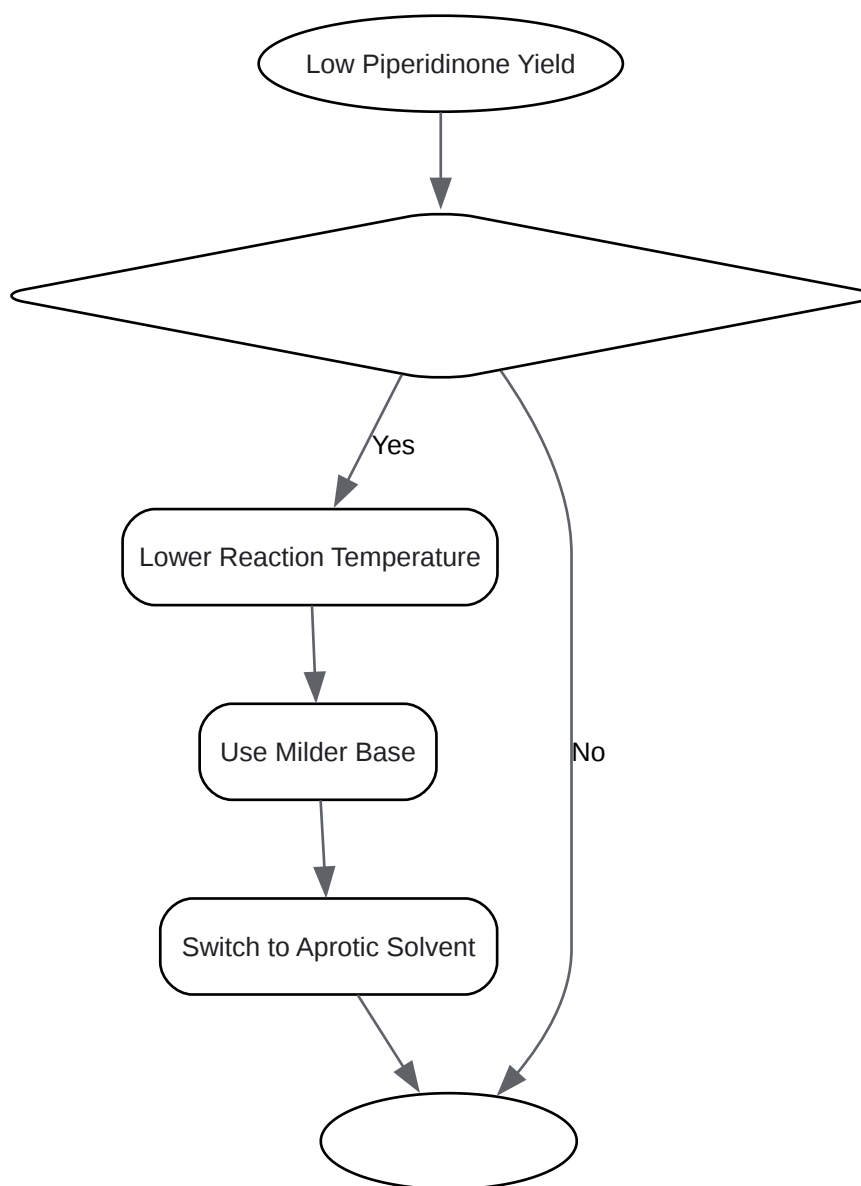 Low Piperidinone Yield
Yes
Lower Reaction Temperature
Use Milder Base
No
Switch to Aprotic Solvent